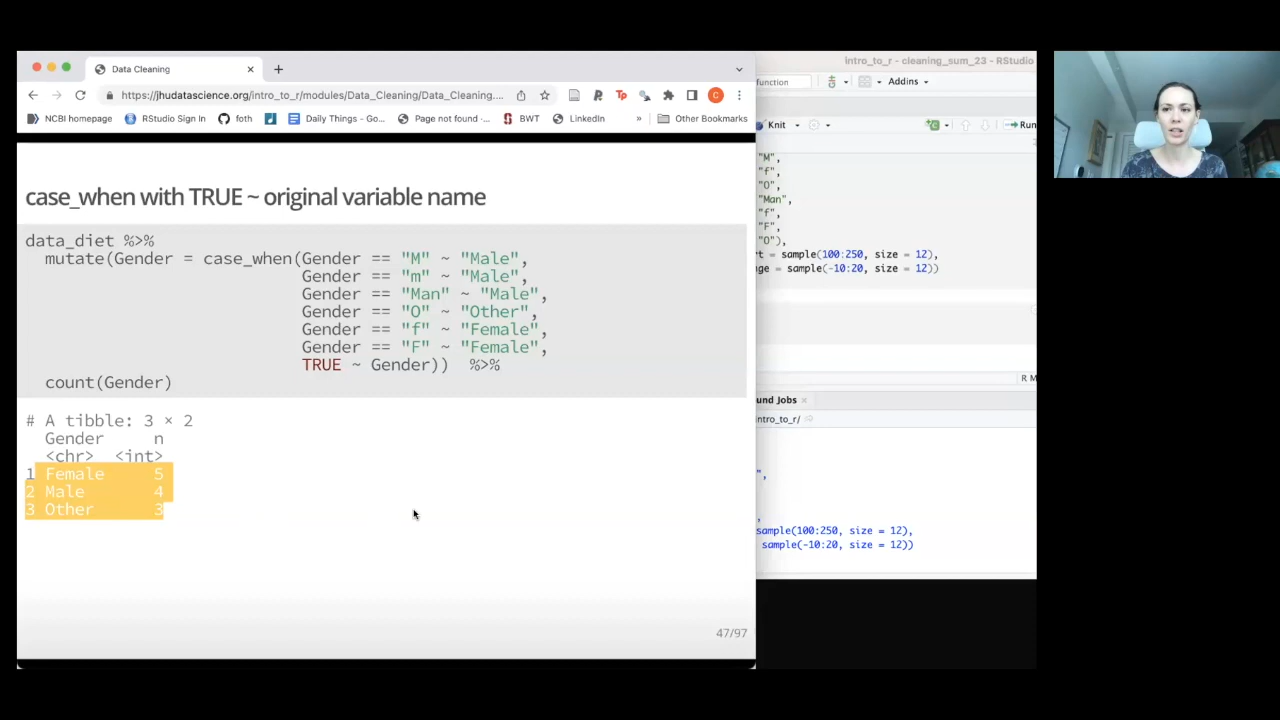 Data Cleaning
https://jhudatascience.org/intro_to_r/modules/Data_Cleaning/Data_Cleaning....
NCBI homepage RStudio Sign In foth Daily Things - Go... Page not found -... BWT LinkedIn » Other Bookmarks
case_when with TRUE ~ original variable name
data_diet %>%
mutate(Gender = case_when(Gender == "M" ~ "Male",
Gender == "m" ~ "Male",
Gender == "Man" ~ "Male",
Gender == "O" ~ "Other",
Gender == "f" ~ "Female",
Gender == "F" ~ "Female",
TRUE ~ Gender)) %>%
count(Gender)
# A tibble: 3 × 2
Gender n
<chr> <int>
1 Female 5
2 Male 4
3 Other 3
47/97
intro_to_r - cleaning_sum_23 - RStudio
function Addins
Knit Run
"M",
"f",
"O",
"Man",
"f",
"F",
"O"),
rt = sample(100:250, size = 12),
ge = sample(-10:20, size = 12))
R M
und Jobs
intro_to_r/
",
,
sample(100:250, size = 12),
sample(-10:20, size = 12))